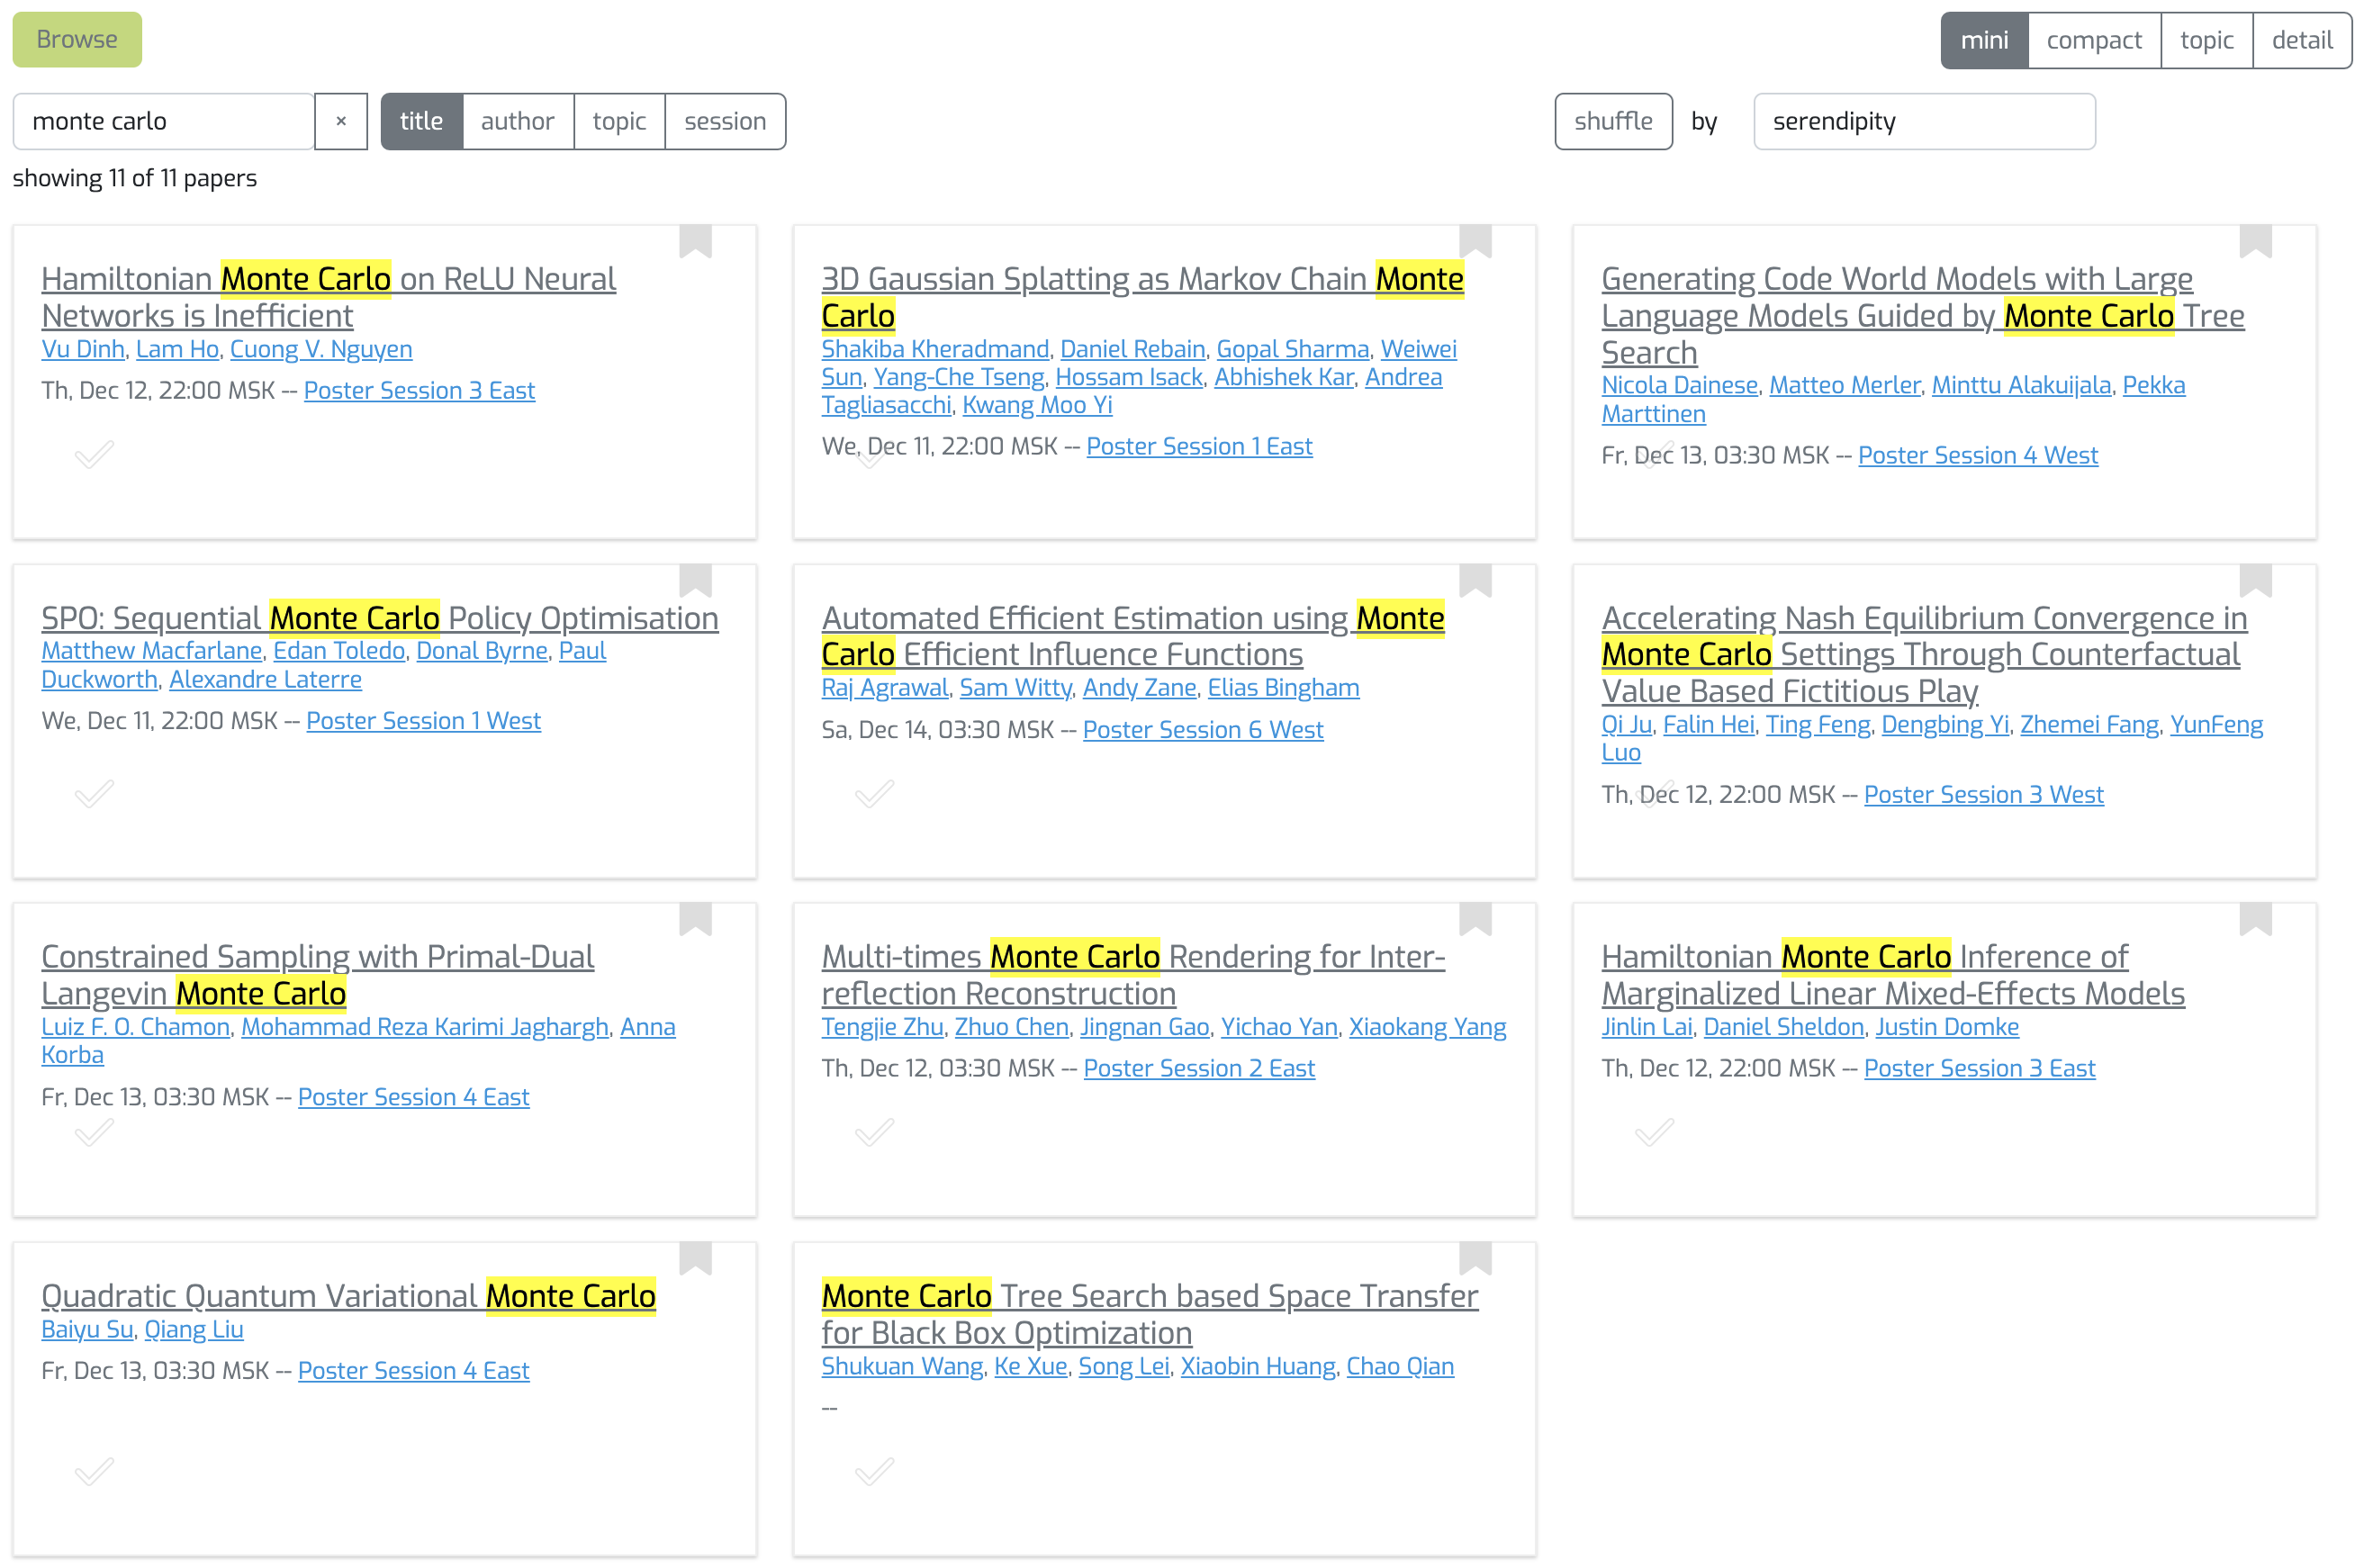 Browse
mini compact topic detail
monte carlo × title author topic session shuffle by serendipity
showing 11 of 11 papers
Hamiltonian Monte Carlo on ReLU Neural
Networks is Inefficient
Vu Dinh, Lam Ho, Cuong V. Nguyen
Th, Dec 12, 22:00 MSK -- Poster Session 3 East
3D Gaussian Splatting as Markov Chain Monte
Carlo
Shakiba Kheradmand, Daniel Rebain, Gopal Sharma, Weiwei
Sun, Yang-Che Tseng, Hossam Isack, Abhishek Kar, Andrea
Tagliasacchi, Kwang Moo Yi
We, Dec 11, 22:00 MSK -- Poster Session 1 East
Generating Code World Models with Large
Language Models Guided by Monte Carlo Tree
Search
Nicola Dainese, Matteo Merler, Minttu Alakuijala, Pekka
Marttinen
Fr, Dec 13, 03:30 MSK -- Poster Session 4 West
SPO: Sequential Monte Carlo Policy Optimisation
Matthew Macfarlane, Edan Toledo, Donal Byrne, Paul
Duckworth, Alexandre Laterre
We, Dec 11, 22:00 MSK -- Poster Session 1 West
Automated Efficient Estimation using Monte
Carlo Efficient Influence Functions
Raj Agrawal, Sam Witty, Andy Zane, Elias Bingham
Sa, Dec 14, 03:30 MSK -- Poster Session 6 West
Accelerating Nash Equilibrium Convergence in
Monte Carlo Settings Through Counterfactual
Value Based Fictitious Play
Qi Ju, Falin Hei, Ting Feng, Dengbing Yi, Zhemei Fang, YunFeng
Luo
Th, Dec 12, 22:00 MSK -- Poster Session 3 West
Constrained Sampling with Primal-Dual
Langevin Monte Carlo
Luiz F. O. Chamon, Mohammad Reza Karimi Jaghargh, Anna
Korba
Fr, Dec 13, 03:30 MSK -- Poster Session 4 East
Multi-times Monte Carlo Rendering for Inter-
reflection Reconstruction
Tengjie Zhu, Zhuo Chen, Jingnan Gao, Yichao Yan, Xiaokang Yang
Th, Dec 12, 03:30 MSK -- Poster Session 2 East
Hamiltonian Monte Carlo Inference of
Marginalized Linear Mixed-Effects Models
Jinlin Lai, Daniel Sheldon, Justin Domke
Th, Dec 12, 22:00 MSK -- Poster Session 3 East
Quadratic Quantum Variational Monte Carlo
Baiyu Su, Qiang Liu
Fr, Dec 13, 03:30 MSK -- Poster Session 4 East
Monte Carlo Tree Search based Space Transfer
for Black Box Optimization
Shukuan Wang, Ke Xue, Song Lei, Xiaobin Huang, Chao Qian
--